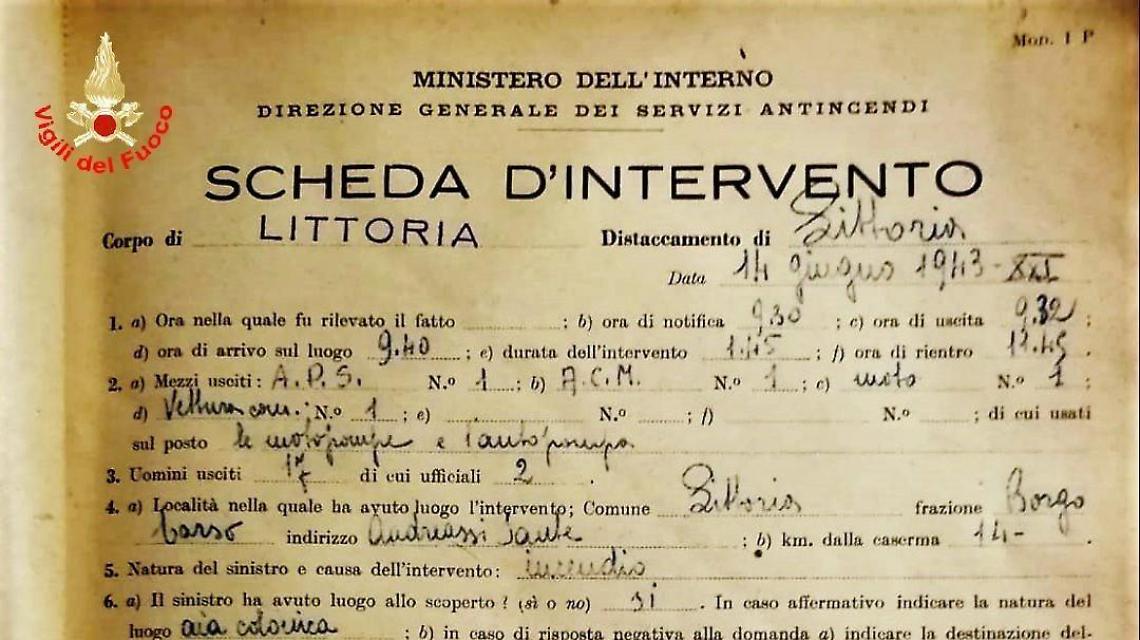 Mod. 1 P
Vigili del Fuoco
MINISTERO DELL'INTERNO
DIREZIONE GENERALE DEI SERVIZI ANTINCENDI
SCHEDA D'INTERVENTO
Corpo di LITTORIA Distaccamento di Littoria
Data 14 giugno 1943-XXI
1. a) Ora nella quale fu rilevato il fatto ; b) ora di notifica 9.30 ; c) ora di uscita 9.32 ;
d) ora di arrivo sul luogo 9.40 ; e) durata dell'intervento 1.45 ; f) ora di rientro .
2. a) Mezzi usciti: A.P.S. N.º 1 ; b) A.C.M. N.º 1 ; c) moto N.º 1 ;
d) Vettura com. ; N.º 1 ; e) N.º ; f) N.º ; di cui usati
sul posto le motopompe e l'autopompa
3. Uomini usciti 17 di cui ufficiali 2 .
4. a) Località nella quale ha avuto luogo l'intervento; Comune Littoria frazione Borgo
Carso indirizzo Andreassi Sante ; b) km. dalla caserma 14- .
5. Natura del sinistro e causa dell'intervento: incendio
6. a) Il sinistro ha avuto luogo allo scoperto? (sì o no) si . In caso affermativo indicare la natura del
luogo aia colonica ; b) in caso di risposta negativa alla domanda a) indicare la destinazione del-